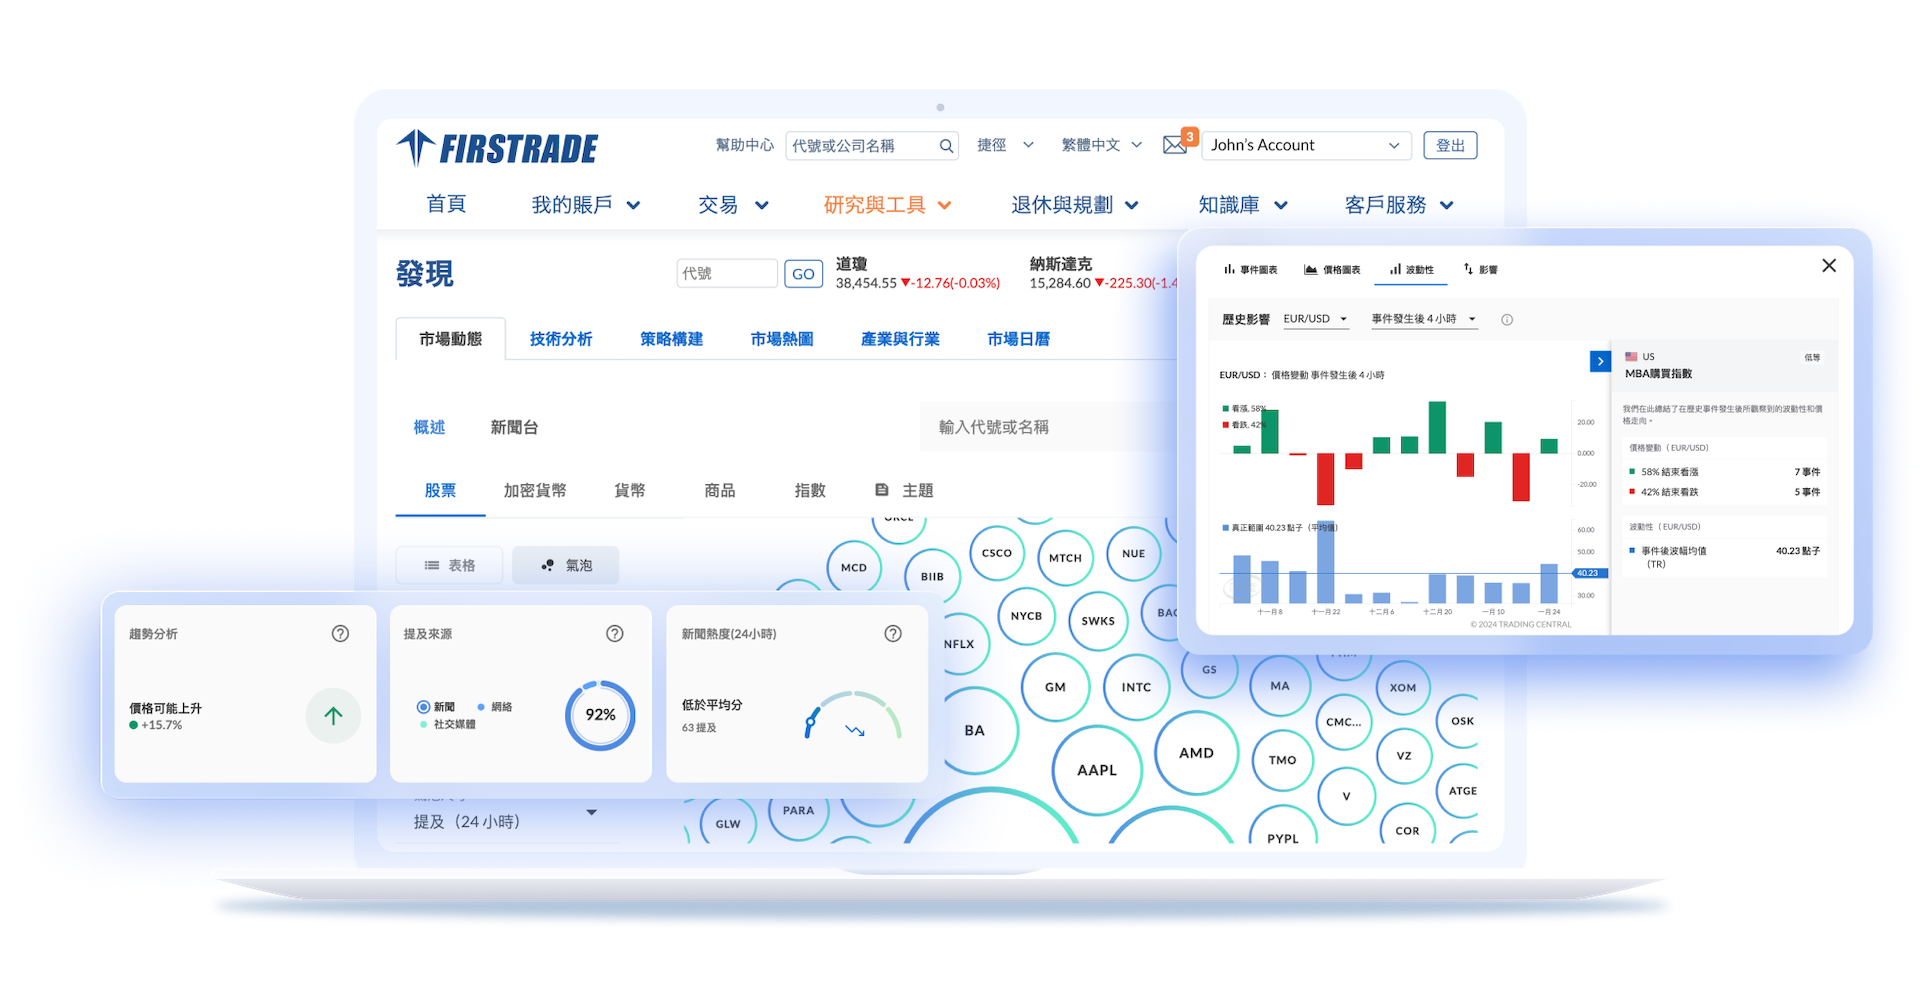 FIRSTRADE
幫助中心
代號或公司名稱
捷徑
繁體中文
3
John's Account
登出
首頁
我的賬戶
交易
研究與工具
退休與規劃
知識庫
客戶服務
發現
代號
GO
道瓊
38,454.55 ▼-12.76(-0.03%)
納斯達克
15,284.60 ▼-225.30(-1.4
市場動態
技術分析
策略構建
市場熱圖
產業與行業
市場日曆
概述
新聞台
輸入代號或名稱
股票
加密貨幣
貨幣
商品
指數
主題
表格
氣泡
MCD
BIIB
CSCO
MTCH
NUE
NYCB
SWKS
NFLX
GM
INTC
GS
MA
XOM
CMC...
OSK
BA
AAPL
AMD
TMO
VZ
V
ATGE
GLW
PARA
PYPL
COR
提及（24 小時）
趨勢分析
?
價格可能上升
+15.7%
提及來源
?
新聞
網絡
社交媒體
92%
新聞熱度(24小時)
?
低於平均分
63 提及
事件圖表
價格圖表
波動性
影響
歷史影響
EUR/USD
事件發生後 4 小時
EUR/USD： 價格變動 事件發生後 4 小時
看漲, 58%
看跌, 42%
20.00
0.000
-20.00
真正範圍 40.23 點子（平均值）
60.00
50.00
40.23
30.00
十一月 8
十一月 22
十二月 6
十二月 20
一月 10
一月 24
© 2024 TRADING CENTRAL
US
低等
MBA購買指數
我們在此總結了在歷史事件發生後所觀察到的波動性和價
格走向。
價格變動（ EUR/USD）
58% 結束看漲
7 事件
42% 結束看跌
5 事件
波動性（ EUR/USD）
事件後波幅均值
（TR）
40.23 點子